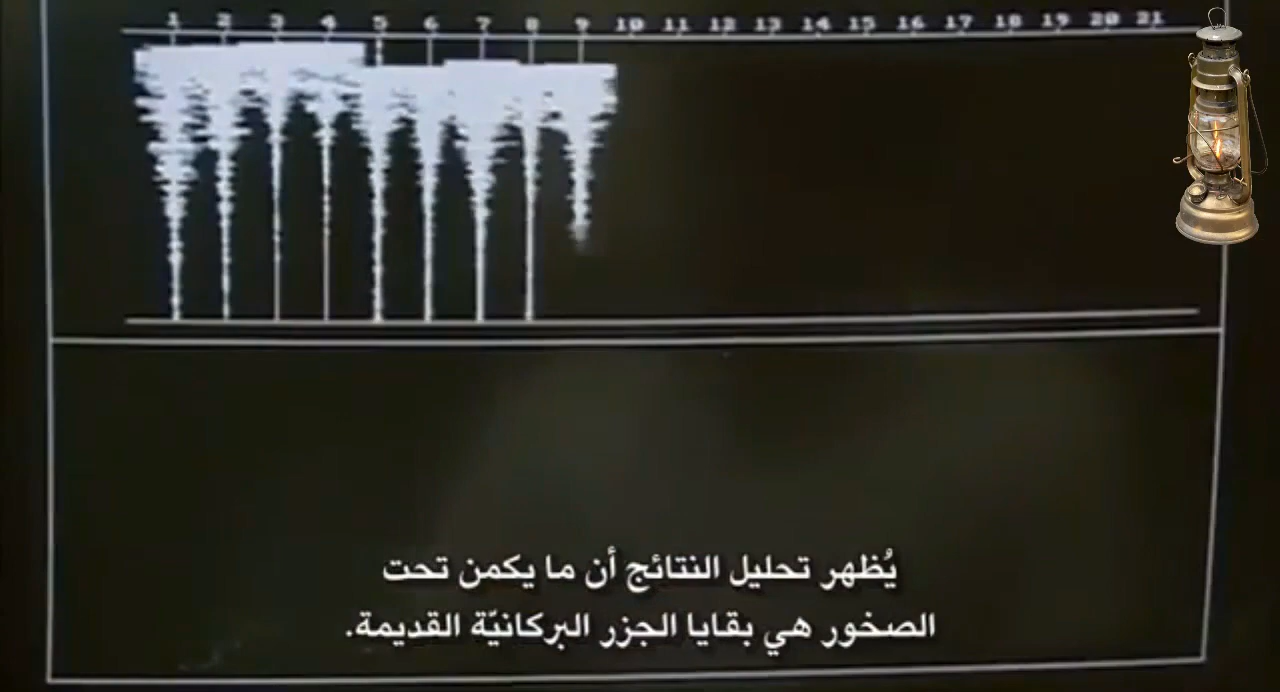 1 2 3 4 5 6 7 8 9 10 11 12 13 14 15 16 17 18 19 20 21
يُظهر تحليل النتائج أن ما يكمن تحت
الصخور هي بقايا الجزر البركانيّة القديمة.